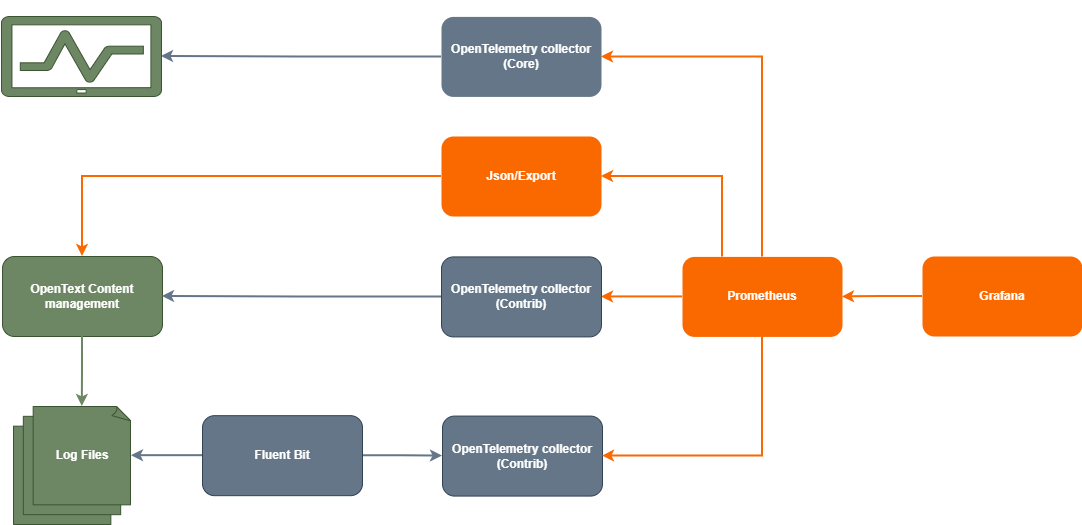 OpenTelemetry collector
(Core)
Json/Export
OpenText Content
management
OpenTelemetry collector
(Contrib)
Prometheus
Grafana
Log Files
Fluent Bit
OpenTelemetry collector
(Contrib)